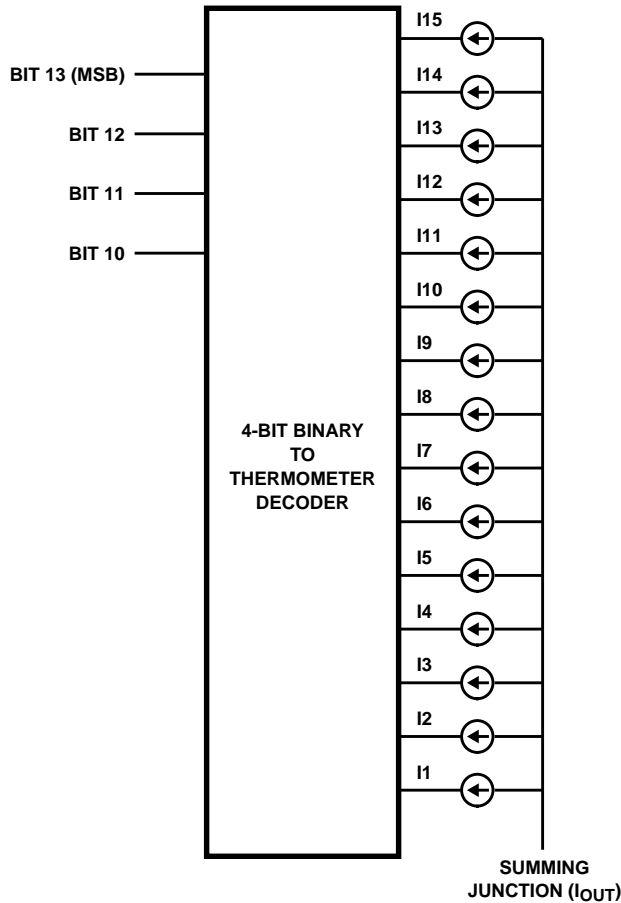 BIT 13 (MSB)
BIT 12
BIT 11
BIT 10
4-BIT BINARY
TO
THERMOMETER
DECODER
I15
I14
I13
I12
I11
I10
I9
I8
I7
I6
I5
I4
I3
I2
I1
SUMMING
JUNCTION (IOUT)